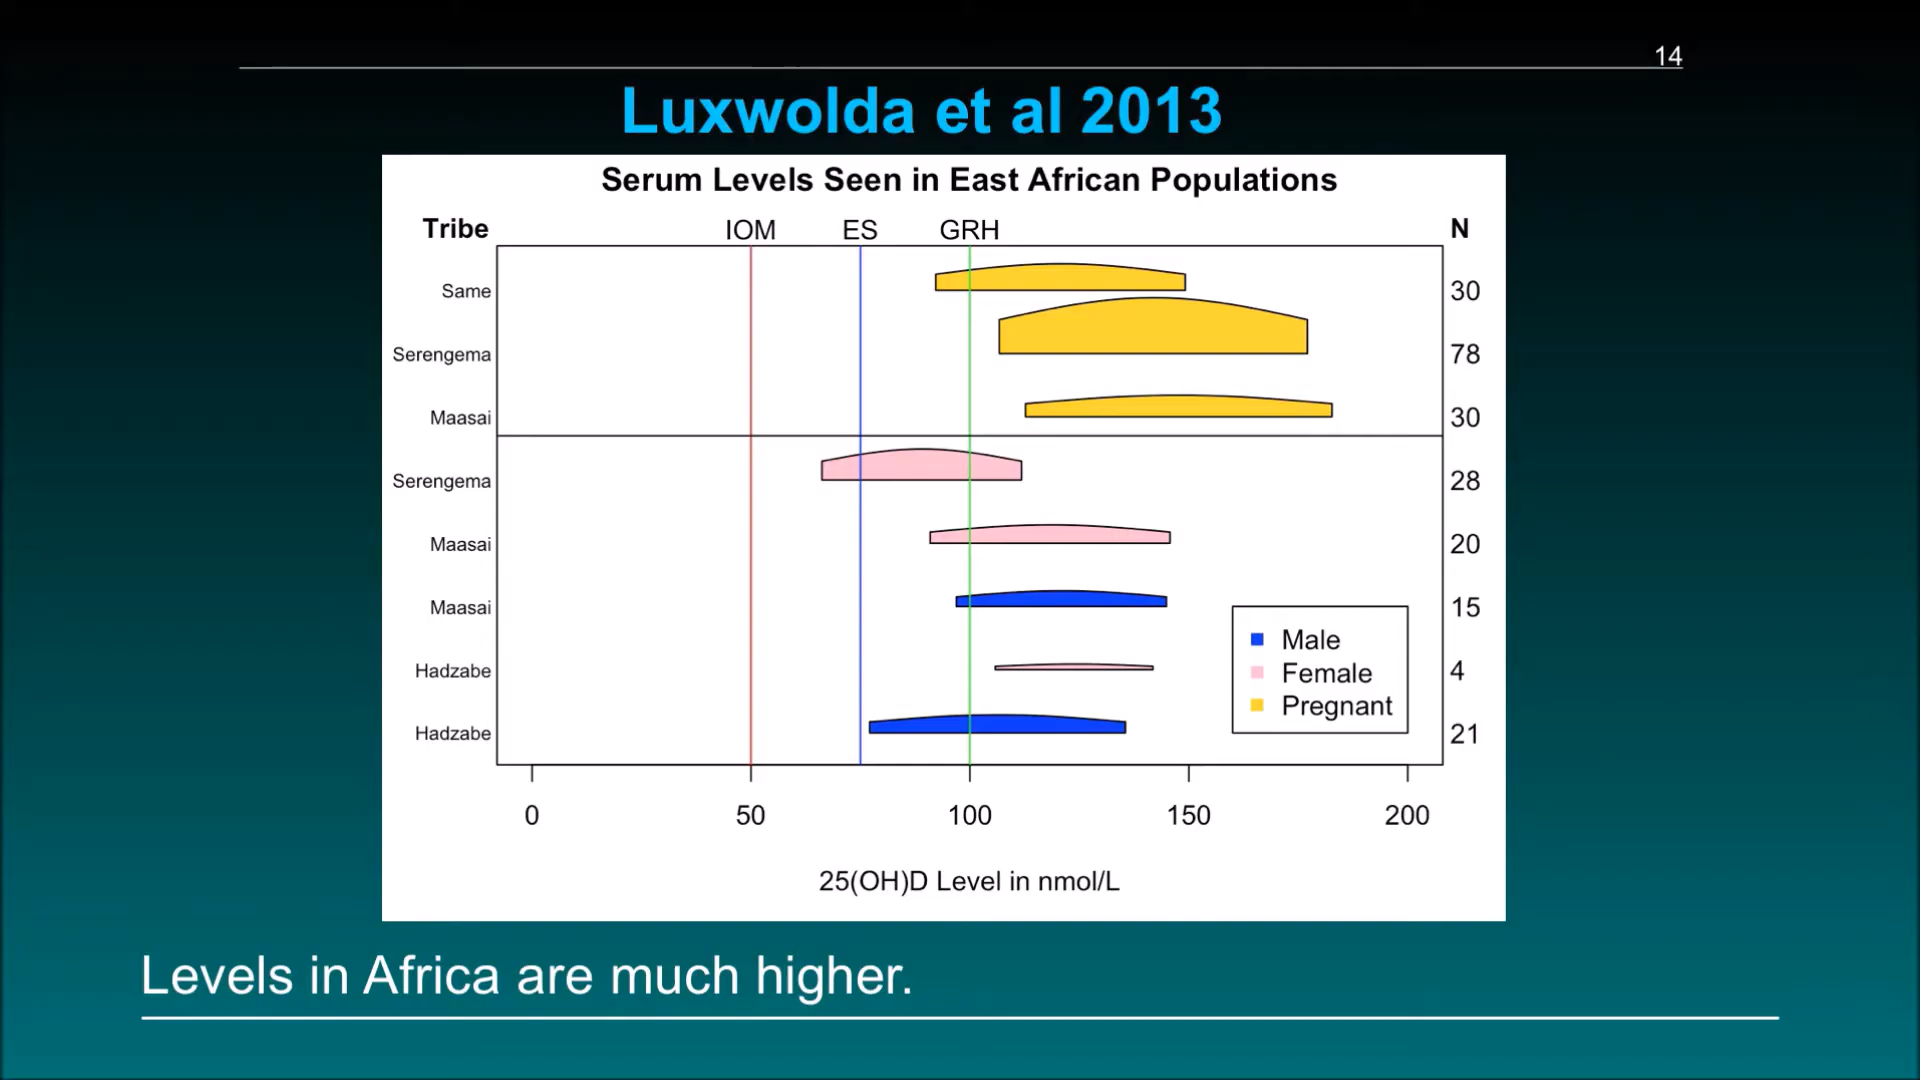 14
Luxwolda et al 2013
Serum Levels Seen in East African Populations
Tribe IOM ES GRH N
Same 30
Serengema 78
Maasai 30
Serengema 28
Maasai 20
Maasai 15
Hadzabe 4
Hadzabe 21
Male
Female
Pregnant
0 50 100 150 200
25(OH)D Level in nmol/L
Levels in Africa are much higher.